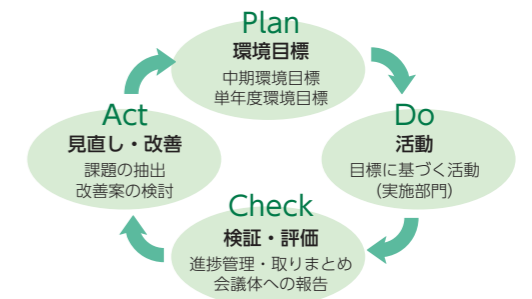 Plan
環境目標
中期環境目標
単年度環境目標
Do
活動
目標に基づく活動
(実施部門)
Check
検証・評価
進捗管理・取りまとめ
会議体への報告
Act
見直し・改善
課題の抽出
改善案の検討